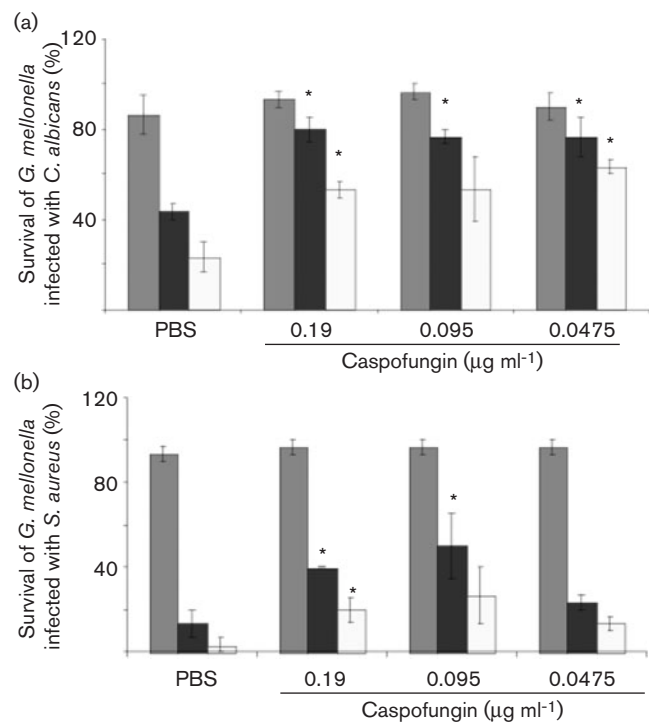 (a)
Survival of G. mellonella
infected with C. albicans (%)
120
80
40
* * * * *
PBS
0.19 0.095 0.0475
Caspofungin (µg ml-1)
(b)
Survival of G. mellonella
infected with S. aureus (%)
120
80
40
* * *
PBS
0.19 0.095 0.0475
Caspofungin (µg ml-1)